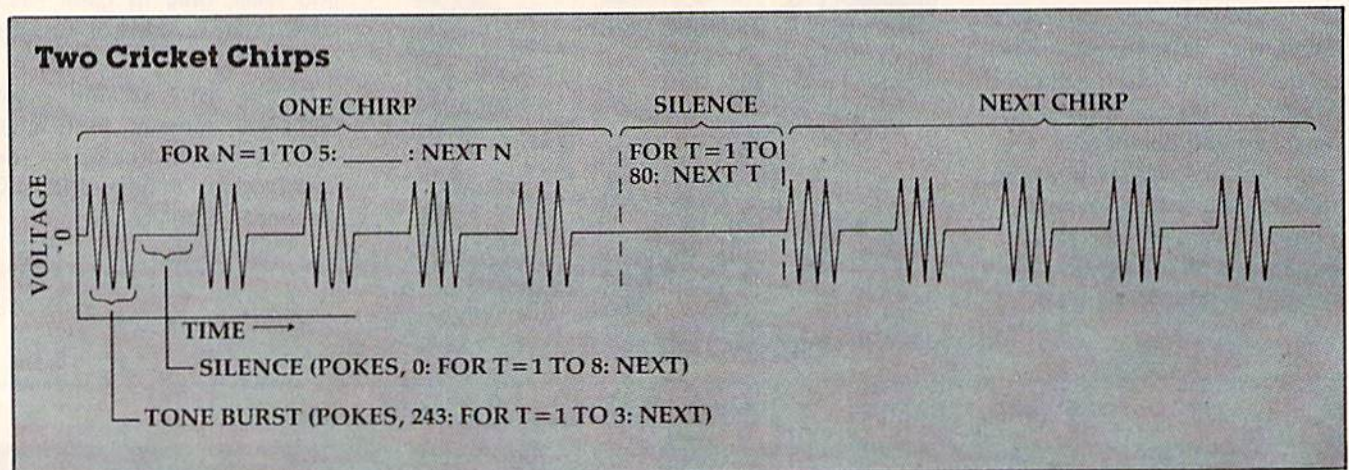 Two Cricket Chirps
ONE CHIRP
SILENCE
NEXT CHIRP
FOR N=1 TO 5: _____ : NEXT N
FOR T=1 TO
80: NEXT T
VOLTAGE
-0
TIME →
SILENCE (POKES, 0: FOR T=1 TO 8: NEXT)
TONE BURST (POKES, 243: FOR T=1 TO 3: NEXT)